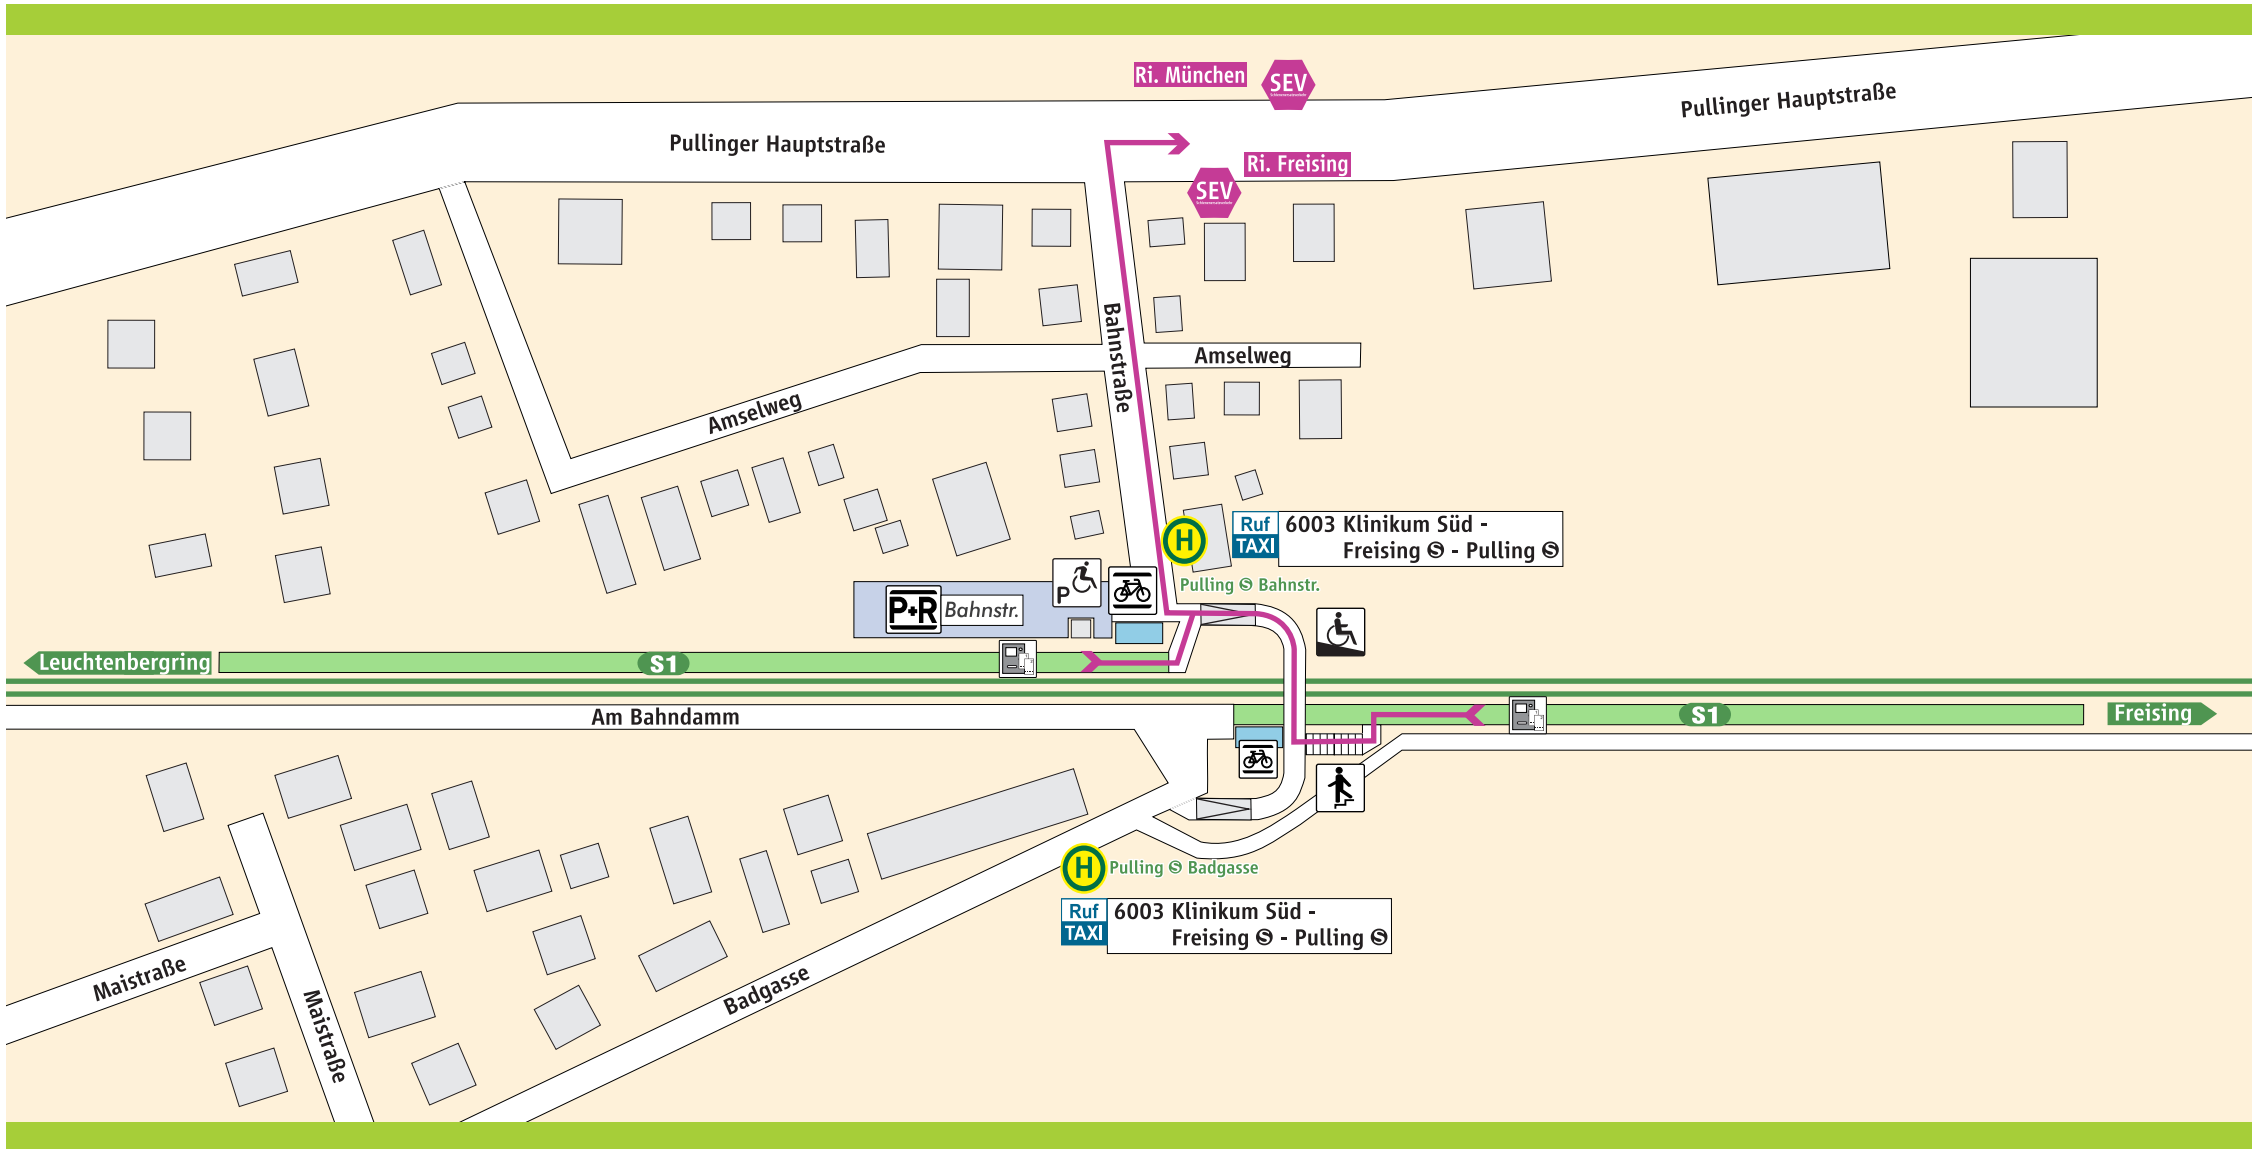 Ri. München
SEV
Pullinger Hauptstraße
Pullinger Hauptstraße
Ri. Freising
SEV
Bahnstraße
Amselweg
Amselweg
H
Ruf
TAXI
6003 Klinikum Süd -
Freising S - Pulling S
Pulling S Bahnstr.
P
P+R
Bahnstr.
Leuchtenbergring
S1
Am Bahndamm
S1
Freising
H
Pulling S Badgasse
Ruf
TAXI
6003 Klinikum Süd -
Freising S - Pulling S
Maistraße
Maistraße
Badgasse